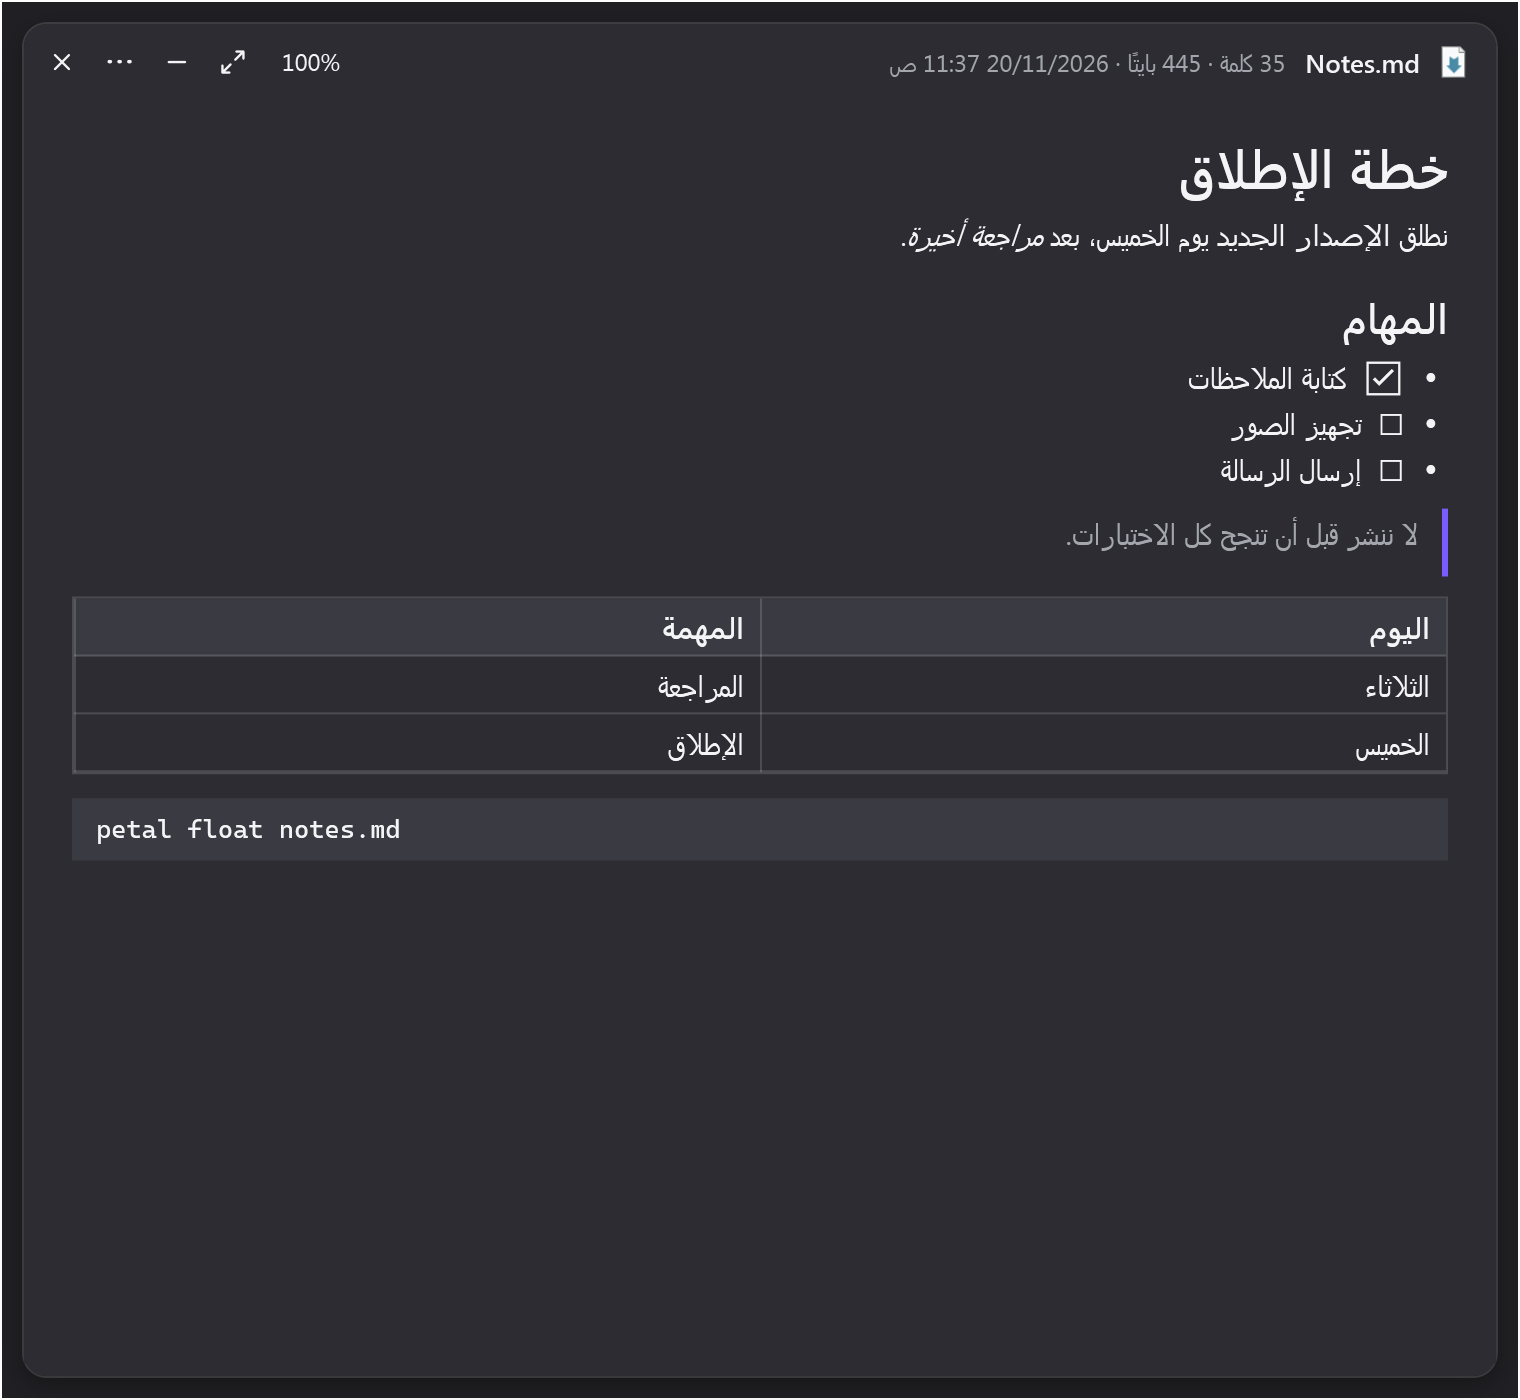 Notes.md 35 كلمة · 445 بايتًا · 20/11/2026 11:37 ص 100%
خطة الإطلاق
نطلق الإصدار الجديد يوم الخميس، بعد مراجعة أخيرة.
المهام
• ☑ كتابة الملاحظات
• ☐ تجهيز الصور
• ☐ إرسال الرسالة
لا ننشر قبل أن تنجح كل الاختبارات.
اليوم المهمة
الثلاثاء المراجعة
الخميس الإطلاق
petal float notes.md